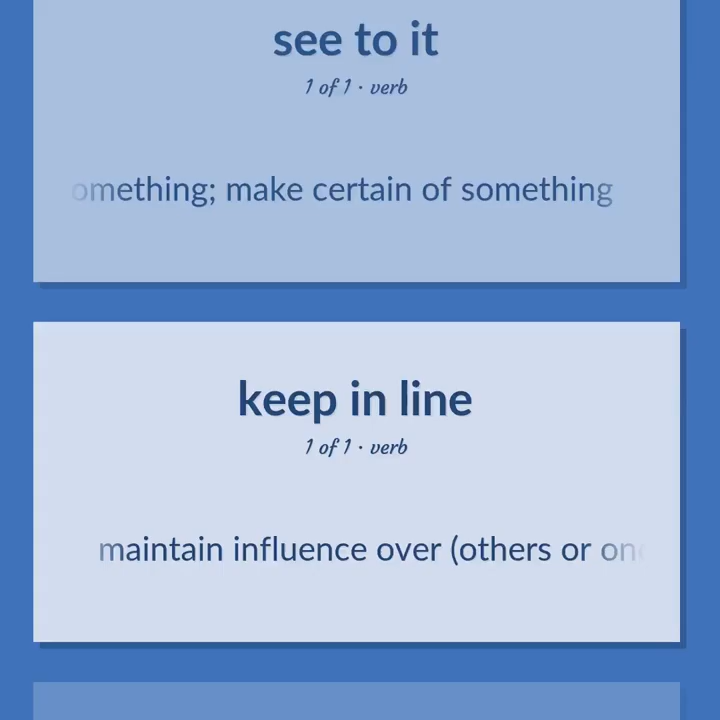 see to it
1 of 1 · verb
omething; make certain of something
keep in line
1 of 1 · verb
maintain influence over (others or one